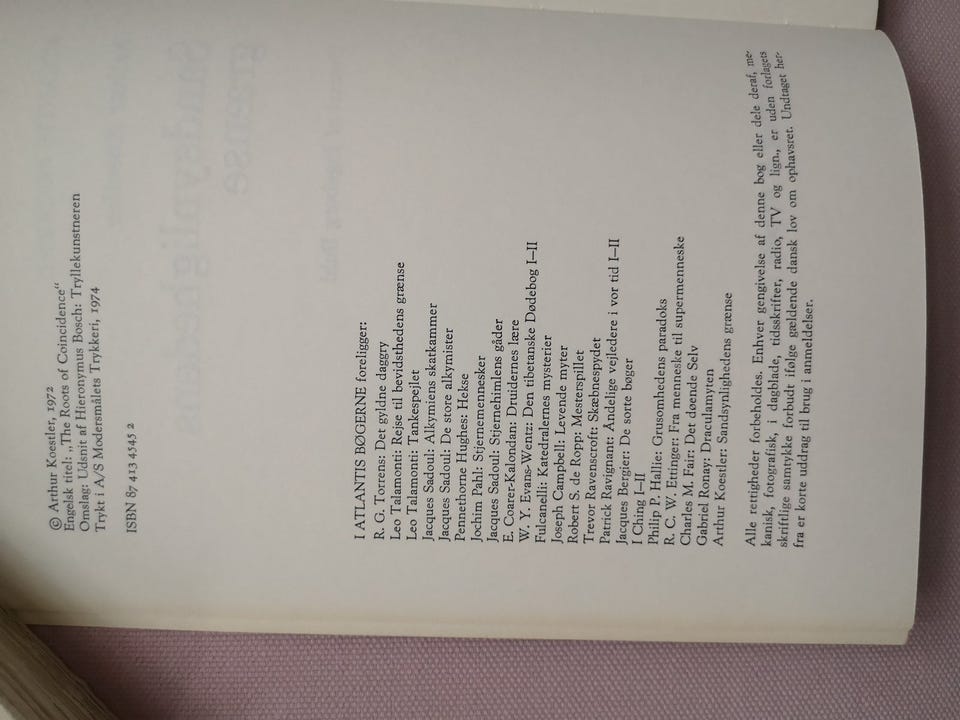 © Arthur Koestler, 1972
Engelsk titel: „The Roots of Coincidence“
Omslag: Udsnit af Hieronymus Bosch: Tryllekunstneren
Trykt i A/S Modersmålets Trykkeri, 1974
ISBN 87 413 4545 2
I ATLANTIS BØGERNE foreligger:
R. G. Torrens: Det gyldne daggry
Leo Talamonti: Rejse til bevidsthedens grænse
Leo Talamonti: Tankespejlet
Jacques Sadoul: Alkymiens skatkammer
Jacques Sadoul: De store alkymister
Pennethorne Hughes: Hekse
Jochim Pahl: Stjernemennesker
Jacques Sadoul: Stjernehimlens gåder
E. Coarer-Kalondan: Druidernes lære
W. Y. Evans-Wentz: Den tibetanske Dødebog I–II
Fulcanelli: Katedralernes mysterier
Joseph Campbell: Levende myter
Robert S. de Ropp: Mesterspillet
Trevor Ravenscroft: Skæbnespydet
Patrick Ravignant: Åndelige vejledere i vor tid I–II
Jacques Bergier: De sorte bøger
I Ching I–II
Philip P. Hallie: Grusomhedens paradoks
R. C. W. Ettinger: Fra menneske til supermenneske
Charles M. Fair: Det døende Selv
Gabriel Ronay: Draculamyten
Arthur Koestler: Sandsynlighedens grænse
Alle rettigheder forbeholdes. Enhver gengivelse af denne bog eller dele deraf, me-
kanisk, fotografisk, i dagblade, tidsskrifter, radio, TV og lign., er uden forlagets
skriftlige samtykke forbudt ifølge gældende dansk lov om ophavsret. Undtaget her-
fra er korte uddrag til brug i anmeldelser.